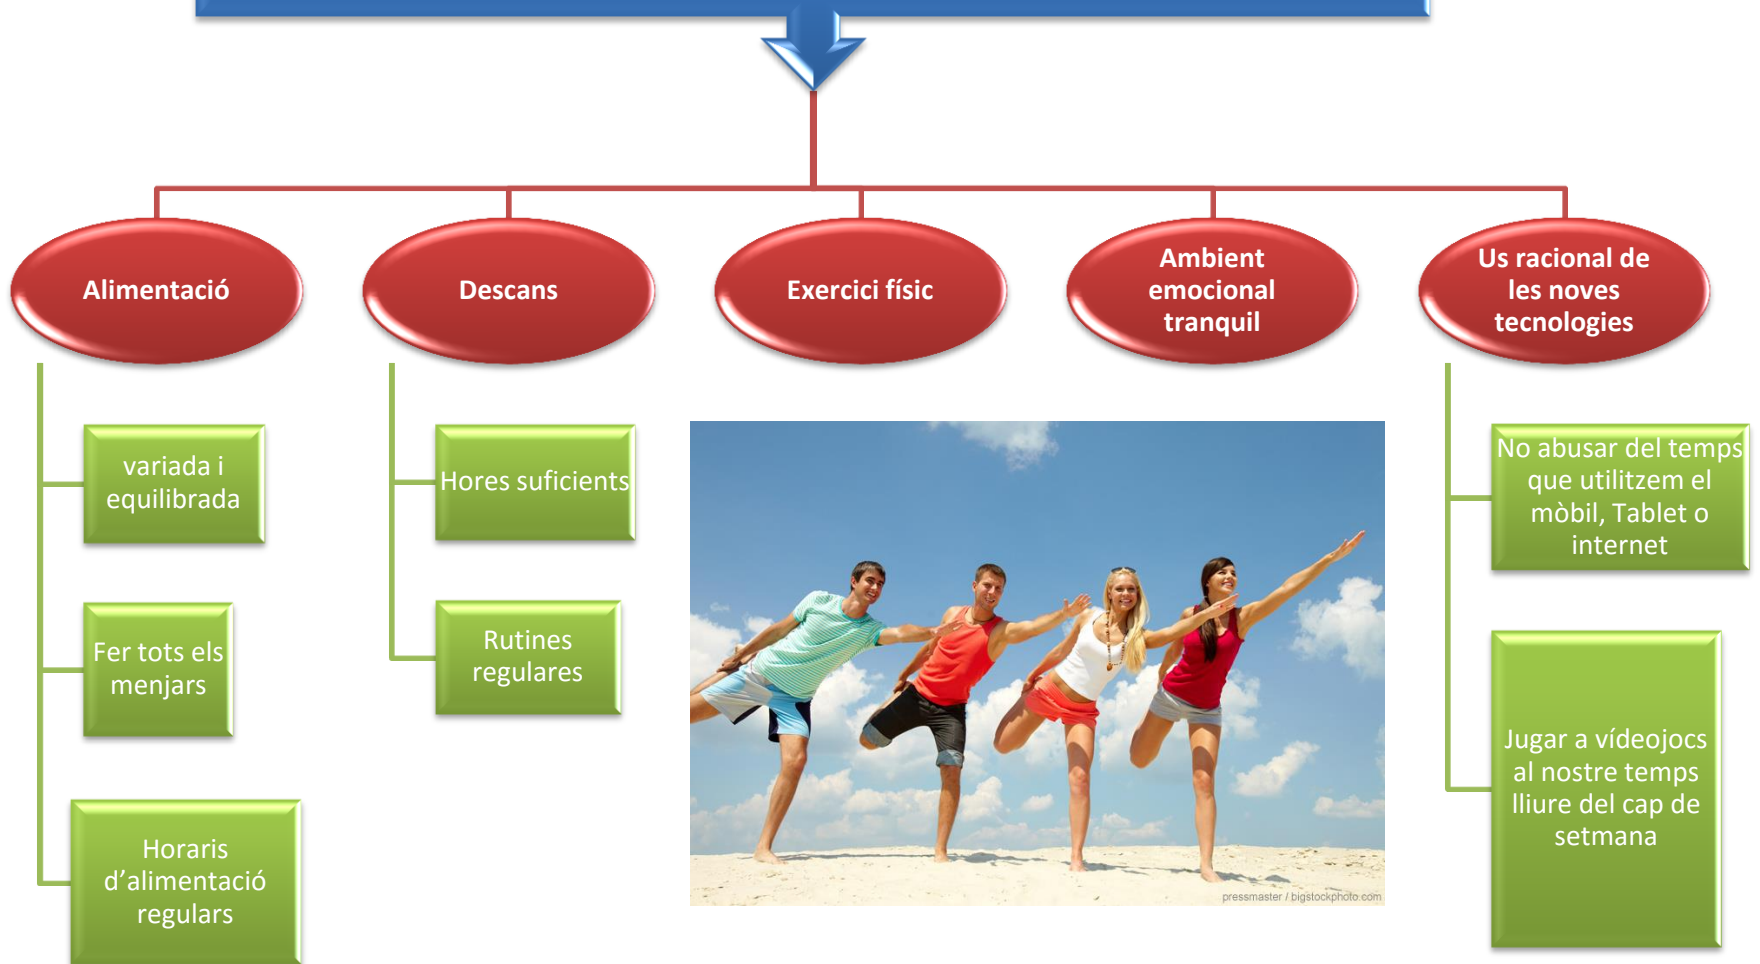 Alimentació
Descans
Exercici físic
Ambient
emocional
tranquil
Us racional de
les noves
tecnologies
variada i
equilibrada
Fer tots els
menjars
Horaris
d’alimentació
regulars
Hores suficients
Rutines
regulares
No abusar del temps
que utilitzem el
mòbil, Tablet o
internet
Jugar a vídeojocs
al nostre temps
lliure del cap de
setmana
pressmaster / bigstockphoto.com